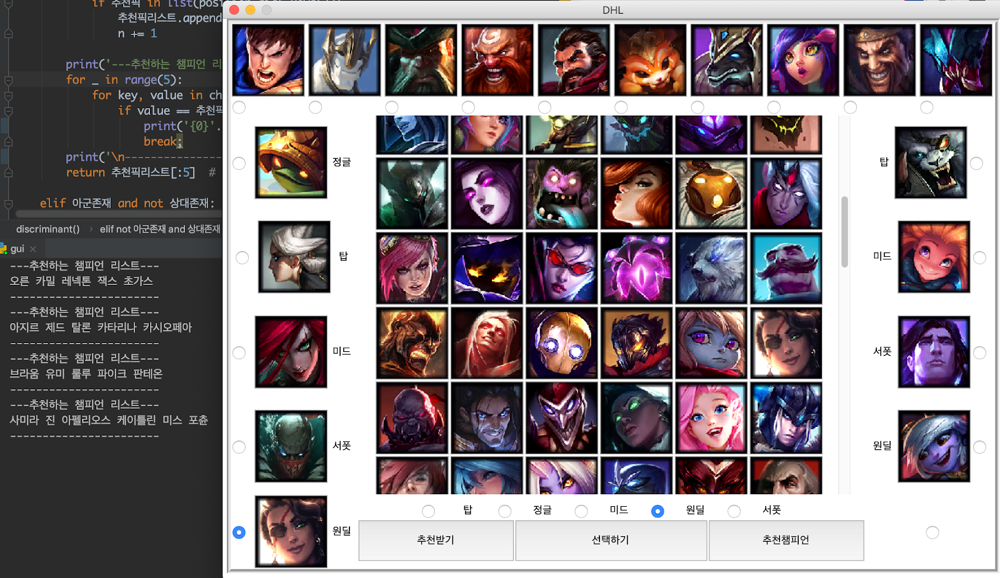 if 추천픽 in list(posi
추천픽리스트.append
n += 1
print('---추천하는 챔피언 리
for _ in range(5):
for key, value in ch
if value == 추천픽
print('{0}'.
break;
print('\n---------------
return 추천픽리스트[:5] #
elif 아군존재 and not 상대존재:
discriminant() › elif not 아군존재 and 상대존재
gui ×
---추천하는 챔피언 리스트---
오른 카밀 레넥톤 잭스 초가스
-----------------------
---추천하는 챔피언 리스트---
아지르 제드 탈론 카타리나 카시오페아
-----------------------
---추천하는 챔피언 리스트---
브라움 유미 룰루 파이크 판테온
-----------------------
---추천하는 챔피언 리스트---
사미라 진 아펠리오스 케이틀린 미스 포츈
-----------------------
DHL
정글
탑
미드
서폿
원딜
탑
미드
서폿
원딜
탑 정글 미드 원딜 서폿
추천받기 선택하기 추천챔피언